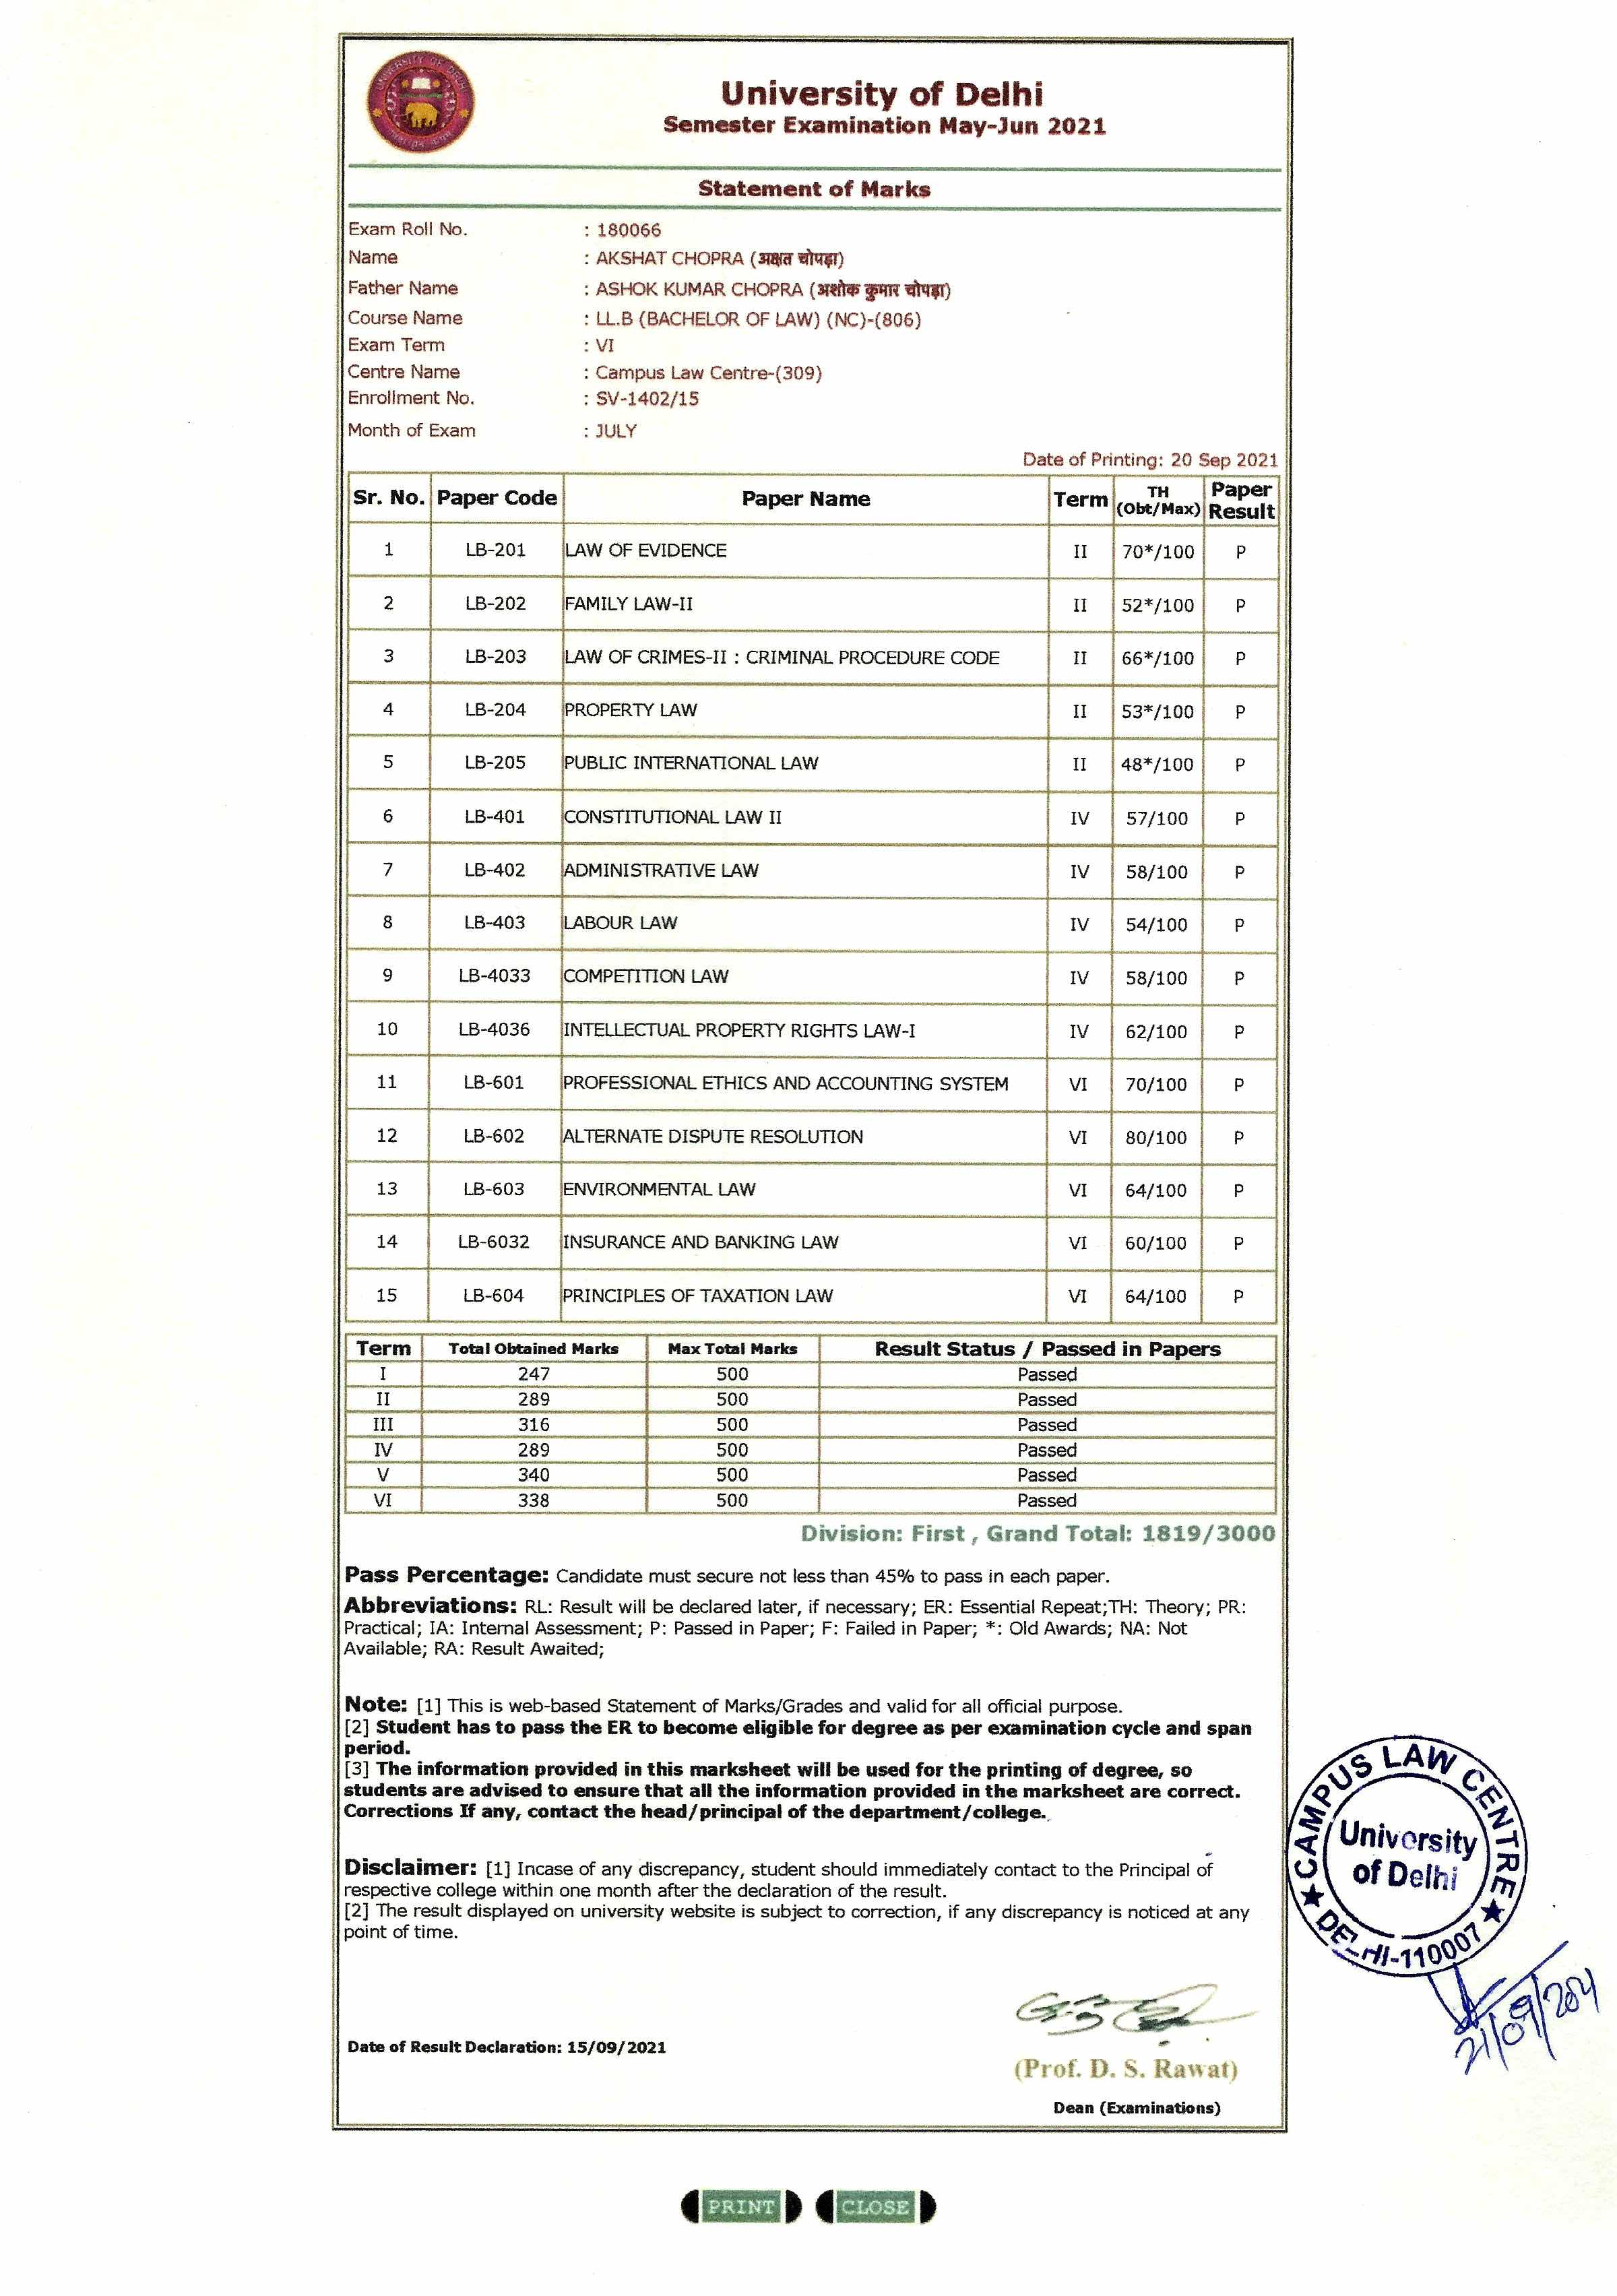 University of Delhi
Semester Examination May-Jun 2021
Statement of Marks
Exam Roll No. : 180066
Name : AKSHAT CHOPRA (अक्षत चोपड़ा)
Father Name : ASHOK KUMAR CHOPRA (अशोक कुमार चोपड़ा)
Course Name : LL.B (BACHELOR OF LAW) (NC)-(806)
Exam Term : VI
Centre Name : Campus Law Centre-(309)
Enrollment No. : SV-1402/15
Month of Exam : JULY
Date of Printing: 20 Sep 2021
Sr. No. Paper Code Paper Name Term TH (Obt/Max) Paper Result
1 LB-201 LAW OF EVIDENCE II 70*/100 P
2 LB-202 FAMILY LAW-II II 52*/100 P
3 LB-203 LAW OF CRIMES-II : CRIMINAL PROCEDURE CODE II 66*/100 P
4 LB-204 PROPERTY LAW II 53*/100 P
5 LB-205 PUBLIC INTERNATIONAL LAW II 48*/100 P
6 LB-401 CONSTITUTIONAL LAW II IV 57/100 P
7 LB-402 ADMINISTRATIVE LAW IV 58/100 P
8 LB-403 LABOUR LAW IV 54/100 P
9 LB-4033 COMPETITION LAW IV 58/100 P
10 LB-4036 INTELLECTUAL PROPERTY RIGHTS LAW-I IV 62/100 P
11 LB-601 PROFESSIONAL ETHICS AND ACCOUNTING SYSTEM VI 70/100 P
12 LB-602 ALTERNATE DISPUTE RESOLUTION VI 80/100 P
13 LB-603 ENVIRONMENTAL LAW VI 64/100 P
14 LB-6032 INSURANCE AND BANKING LAW VI 60/100 P
15 LB-604 PRINCIPLES OF TAXATION LAW VI 64/100 P
Term Total Obtained Marks Max Total Marks Result Status / Passed in Papers
I 247 500 Passed
II 289 500 Passed
III 316 500 Passed
IV 289 500 Passed
V 340 500 Passed
VI 338 500 Passed
Division: First , Grand Total: 1819/3000
Pass Percentage: Candidate must secure not less than 45% to pass in each paper.
Abbreviations: RL: Result will be declared later, if necessary; ER: Essential Repeat;TH: Theory; PR:
Practical; IA: Internal Assessment; P: Passed in Paper; F: Failed in Paper; *: Old Awards; NA: Not
Available; RA: Result Awaited;
Note: [1] This is web-based Statement of Marks/Grades and valid for all official purpose.
[2] Student has to pass the ER to become eligible for degree as per examination cycle and span
period.
[3] The information provided in this marksheet will be used for the printing of degree, so
students are advised to ensure that all the information provided in the marksheet are correct.
Corrections If any, contact the head/principal of the department/college.
Disclaimer: [1] Incase of any discrepancy, student should immediately contact to the Principal of
respective college within one month after the declaration of the result.
[2] The result displayed on university website is subject to correction, if any discrepancy is noticed at any
point of time.
CAMPUS LAW CENTRE
University
of Delhi
DELHI-110007
21/09/2021
Date of Result Declaration: 15/09/2021
(Prof. D. S. Rawat)
Dean (Examinations)
PRINT CLOSE